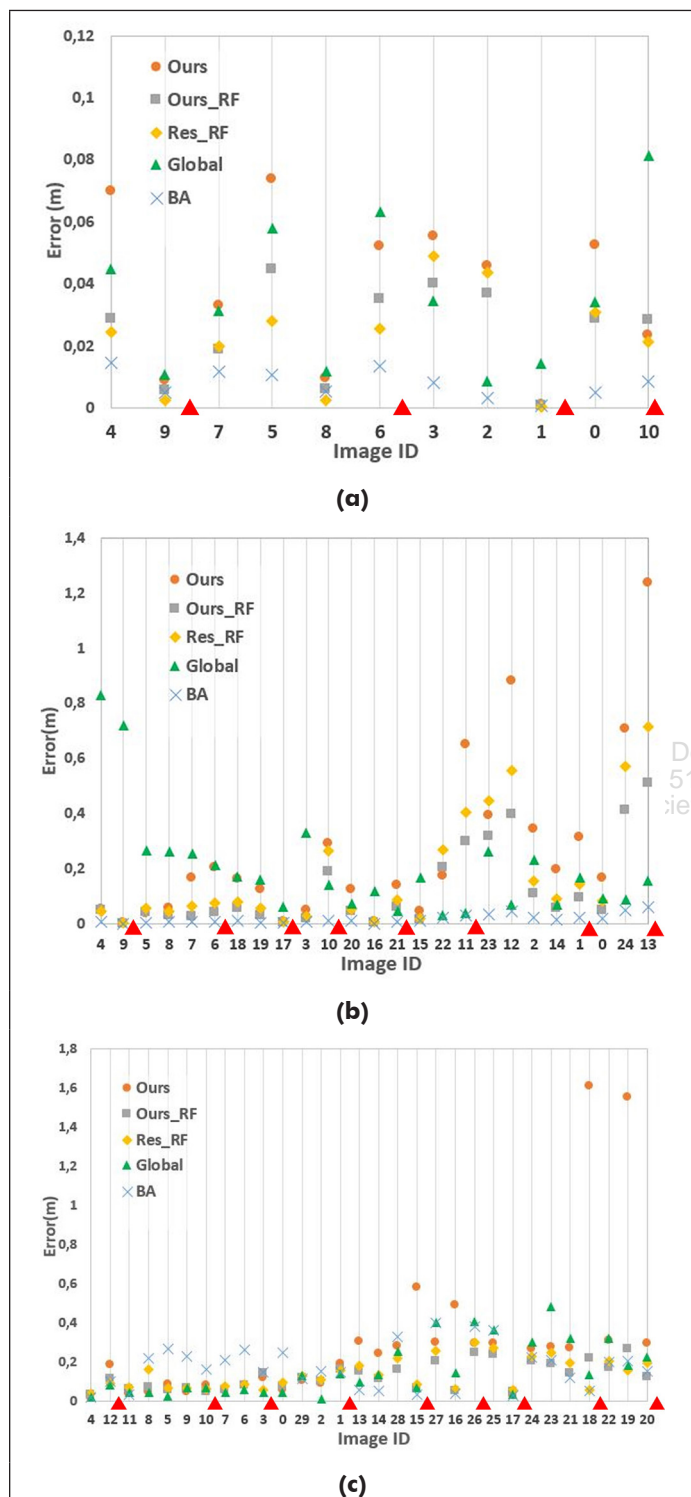 0,12
0,1
0,08
0,06
0,04
0,02
0
Error (m)
Ours
Ours_RF
Res_RF
Global
BA
4 9 7 5 8 6 3 2 1 0 10
Image ID
(a)
1,4
1,2
1
0,8
0,6
0,4
0,2
0
Error(m)
Ours
Ours_RF
Res_RF
Global
BA
4 9 5 8 7 6 18 19 17 3 10 20 16 21 15 22 11 23 12 2 14 1 0 24 13
Image ID
(b)
D
51
cie
1,8
1,6
1,4
1,2
1
0,8
0,6
0,4
0,2
0
Error(m)
Ours
Ours_RF
Res_RF
Global
BA
4 12 11 8 5 9 10 7 6 3 0 29 2 1 13 14 28 15 27 16 26 25 17 24 23 21 18 22 19 20
Image ID
(c)